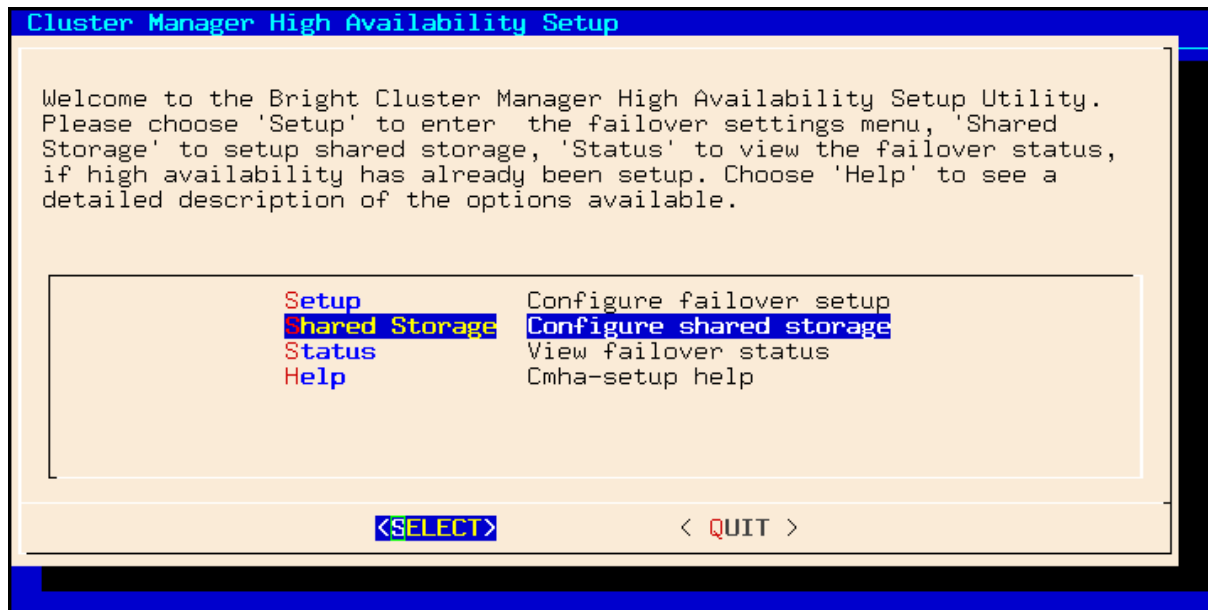 Cluster Manager High Availability Setup
Welcome to the Bright Cluster Manager High Availability Setup Utility.
Please choose 'Setup' to enter  the failover settings menu, 'Shared
Storage' to setup shared storage, 'Status' to view the failover status,
if high availability has already been setup. Choose 'Help' to see a
detailed description of the options available.
Setup Configure failover setup
Shared Storage Configure shared storage
Status View failover status
Help Cmha-setup help
<SELECT> < QUIT >